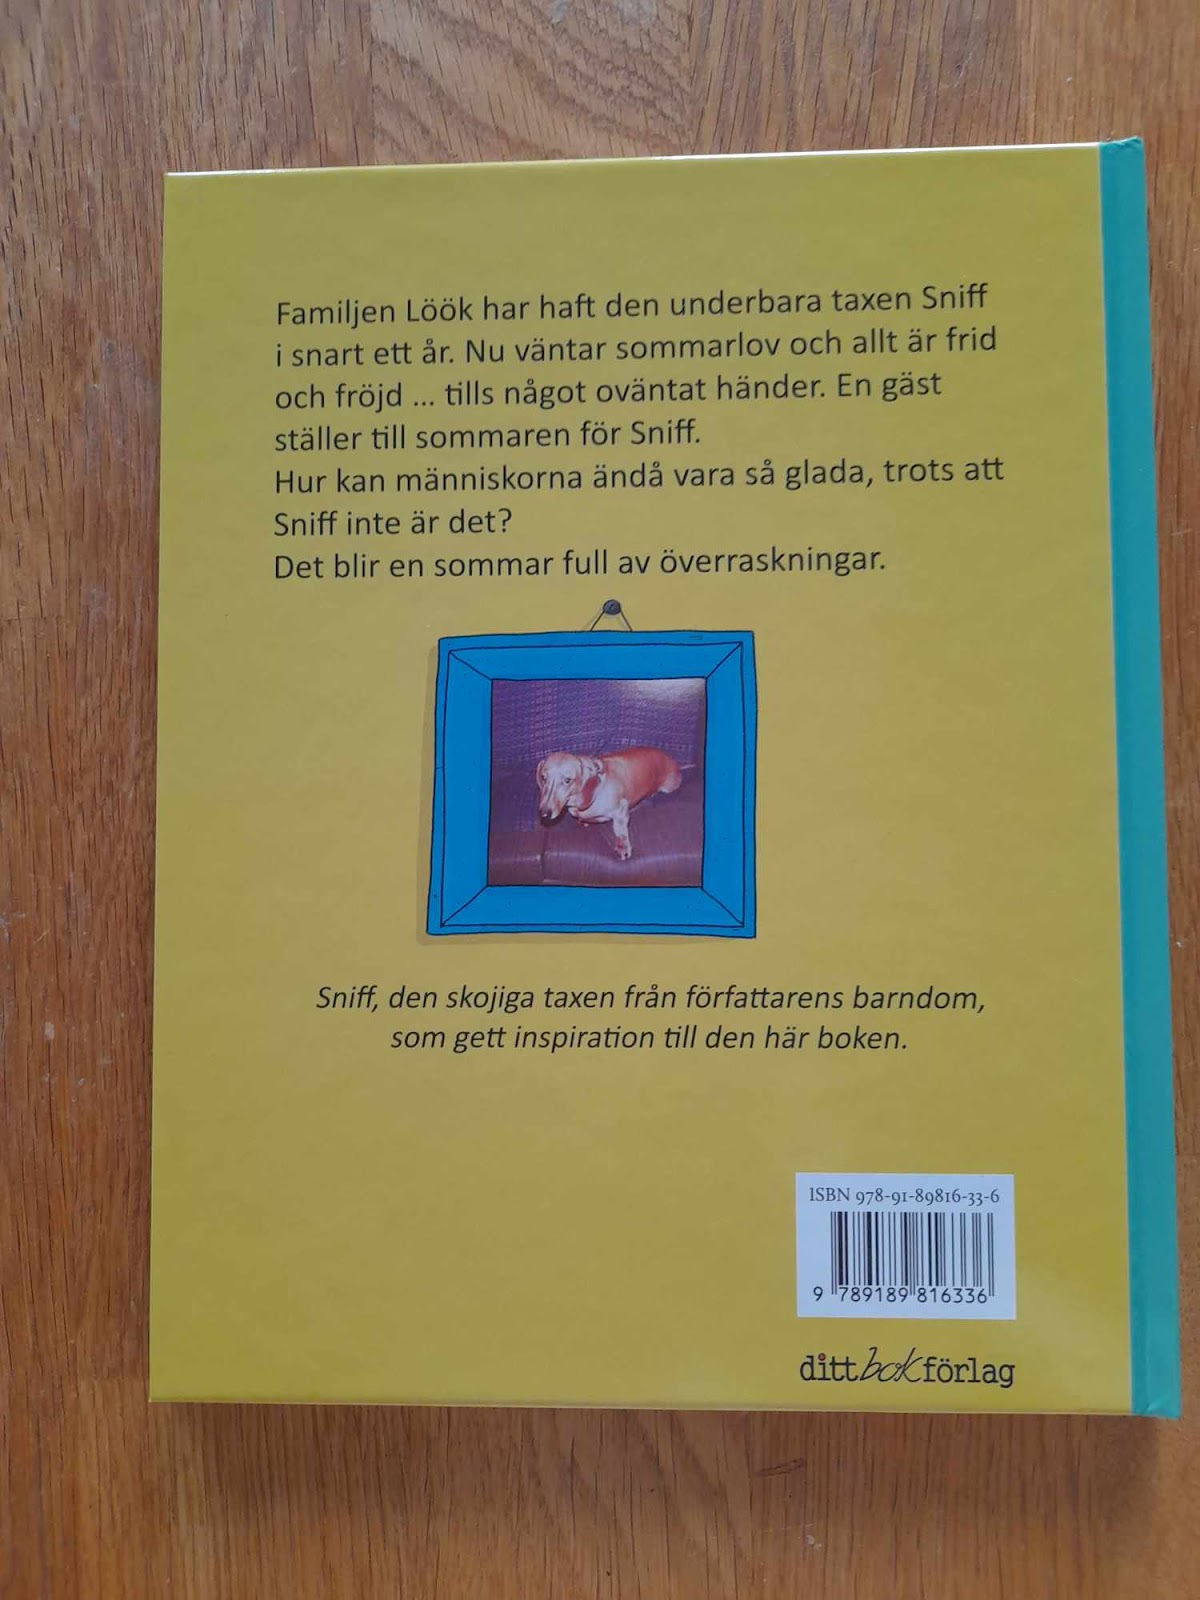 Familjen Löök har haft den underbara taxen Sniff
i snart ett år. Nu väntar sommarlov och allt är frid
och fröjd ... tills något oväntat händer. En gäst
ställer till sommaren för Sniff.
Hur kan människorna ändå vara så glada, trots att
Sniff inte är det?
Det blir en sommar full av överraskningar.
Sniff, den skojiga taxen från författarens barndom,
som gett inspiration till den här boken.
ISBN 978-91-89816-33-6
9 789189 816336
dittbokförlag